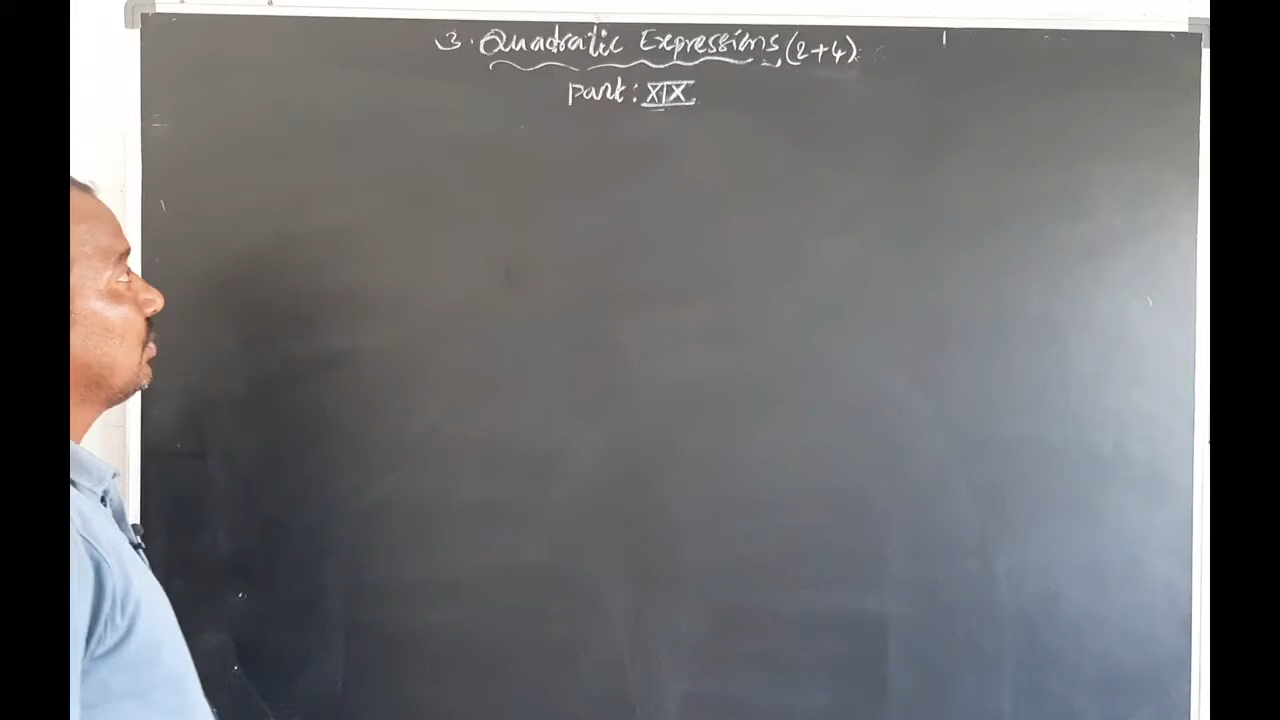 3. Quadratic Expressions (2+4)
Part: XIX